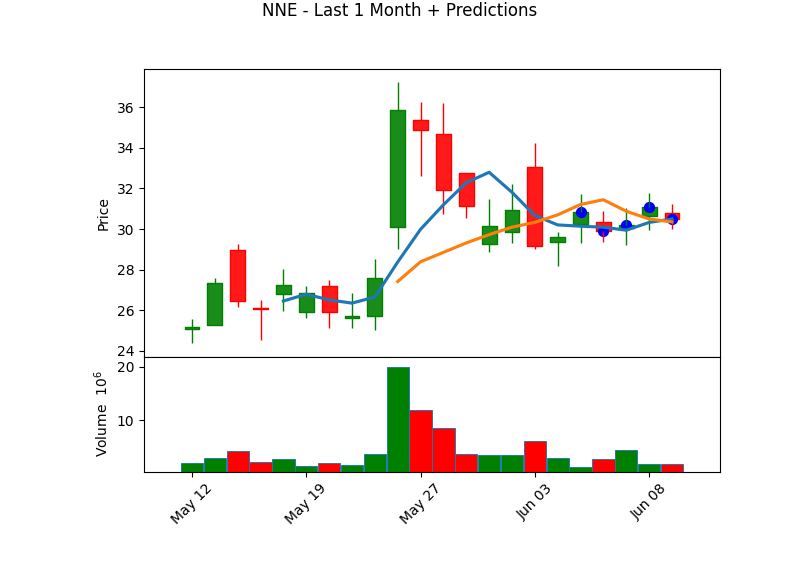 NNE - Last 1 Month + Predictions
Price
36
34
32
30
28
26
24
Volume 10^6
20
10
May 12
May 19
May 27
Jun 03
Jun 08